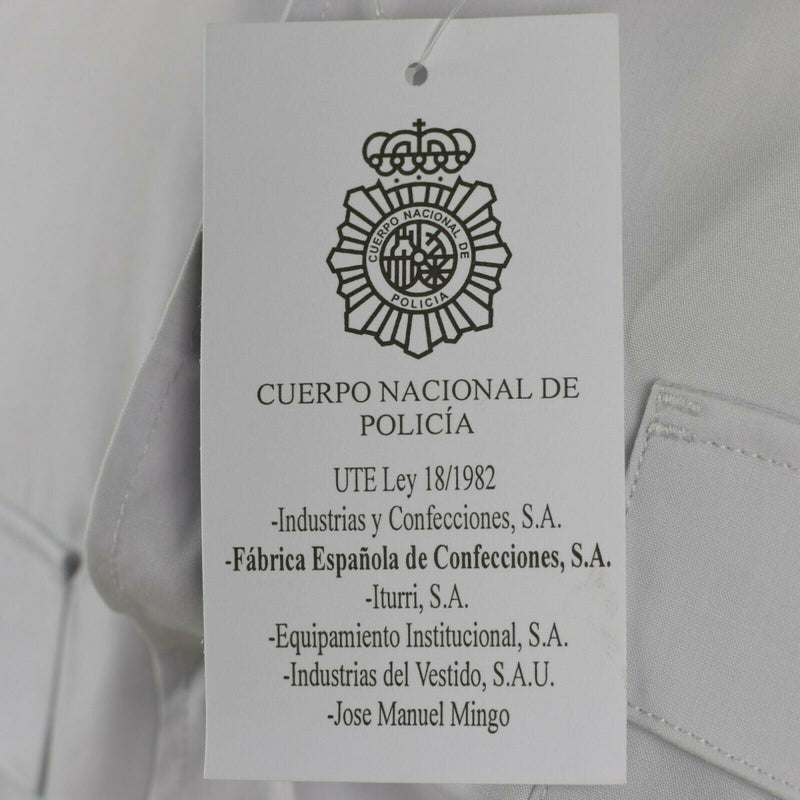 CUERPO NACIONAL DE
POLICIA
CUERPO NACIONAL DE
POLICÍA
UTE Ley 18/1982
-Industrias y Confecciones, S.A.
-Fábrica Española de Confecciones, S.A.
-Iturri, S.A.
-Equipamiento Institucional, S.A.
-Industrias del Vestido, S.A.U.
-Jose Manuel Mingo